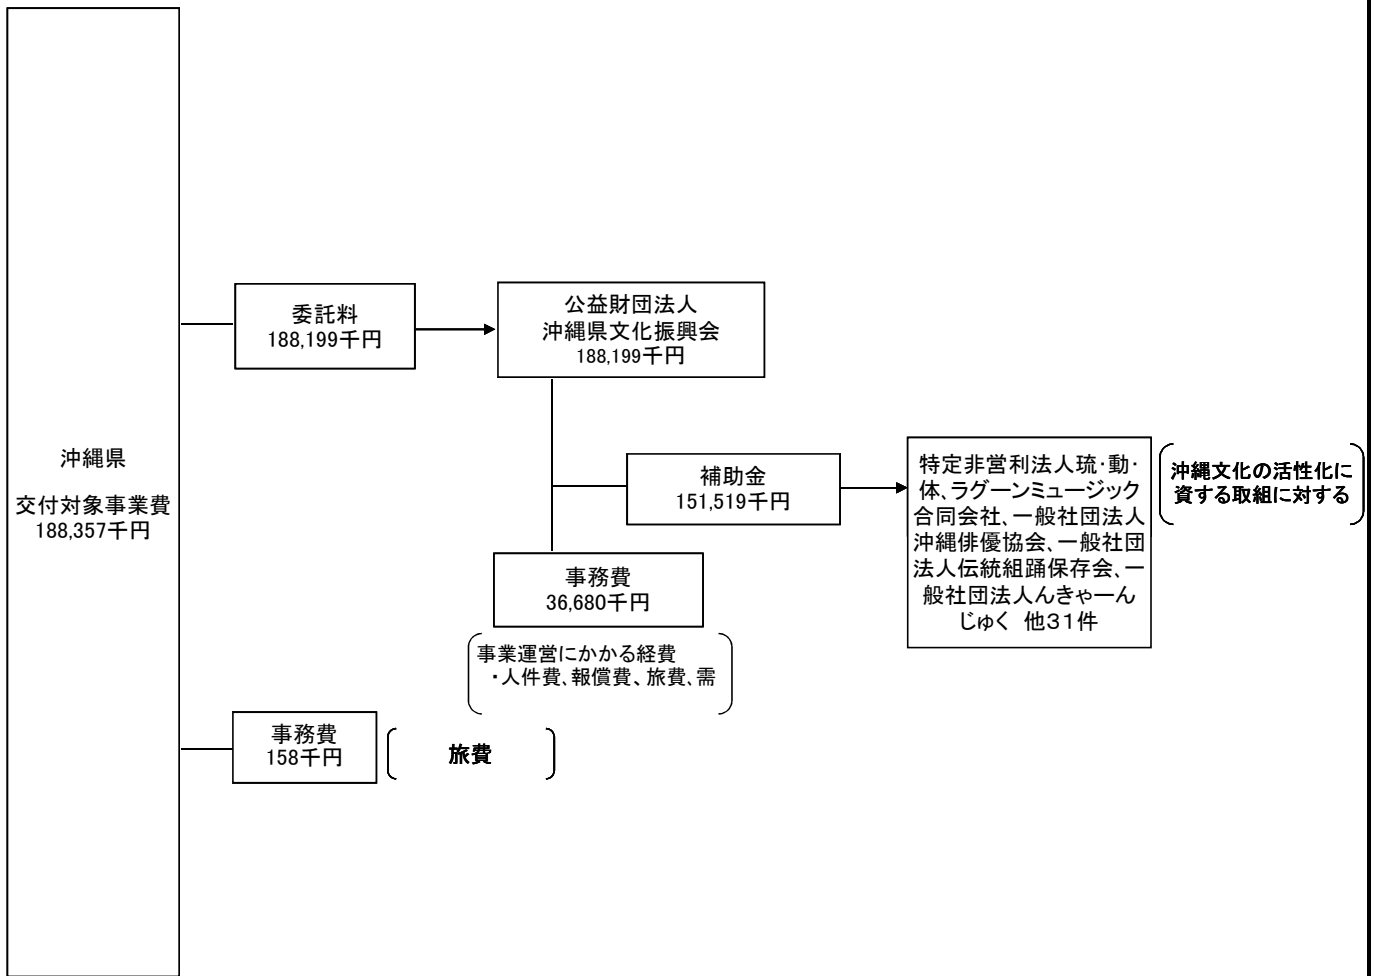 沖縄県
交付対象事業費
188,357千円
委託料
188,199千円
公益財団法人
沖縄県文化振興会
188,199千円
補助金
151,519千円
特定非営利法人琉・動・
体、ラグーンミュージック
合同会社、一般社団法人
沖縄俳優協会、一般社団
法人伝統組踊保存会、一
般社団法人んきゃーん
じゅく 他31件
沖縄文化の活性化に
資する取組に対する
事務費
36,680千円
事業運営にかかる経費
・人件費、報償費、旅費、需
事務費
158千円
旅費